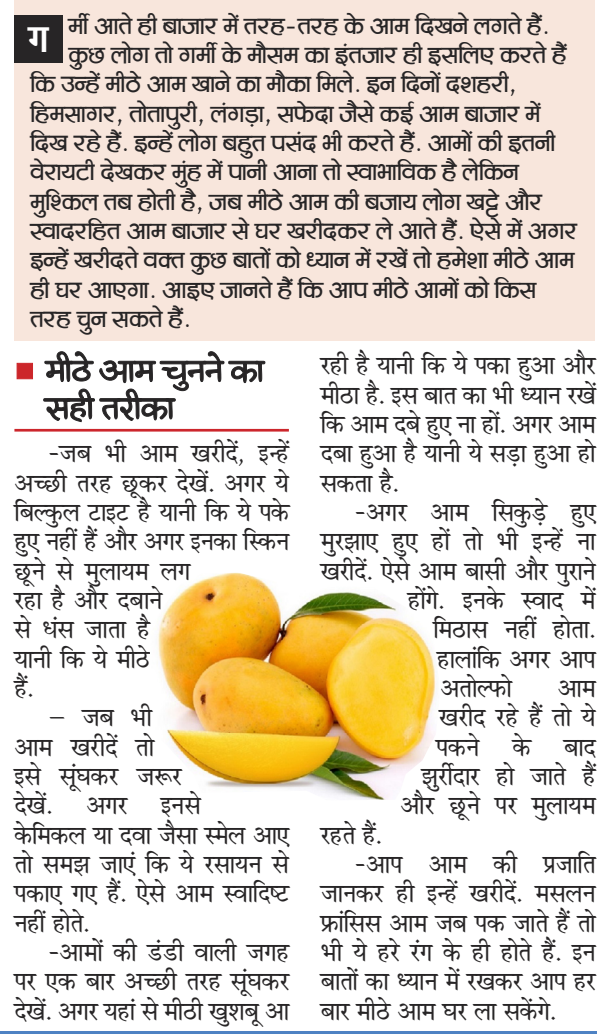 गर्मी आते ही बाजार में तरह-तरह के आम दिखने लगते हैं.
कुछ लोग तो गर्मी के मौसम का इंतजार ही इसलिए करते हैं
कि उन्हें मीठे आम खाने का मौका मिले. इन दिनों दशहरी,
हिमसागर, तोतापुरी, लंगड़ा, सफेदा जैसे कई आम बाजार में
दिख रहे हैं. इन्हें लोग बहुत पसंद भी करते हैं. आमों की इतनी
वेरायटी देखकर मुंह में पानी आना तो स्वाभाविक है लेकिन
मुश्किल तब होती है, जब मीठे आम की बजाय लोग खट्टे और
स्वादरहित आम बाजार से घर खरीदकर ले आते हैं. ऐसे में अगर
इन्हें खरीदते वक्त कुछ बातों को ध्यान में रखें तो हमेशा मीठे आम
ही घर आएगा. आइए जानते हैं कि आप मीठे आमों को किस
तरह चुन सकते हैं.
■ मीठे आम चुनने का
सही तरीका
-जब भी आम खरीदें, इन्हें
अच्छी तरह छूकर देखें. अगर ये
बिल्कुल टाइट है यानी कि ये पके
हुए नहीं हैं और अगर इनका स्किन
छूने से मुलायम लग
रहा है और दबाने
से धंस जाता है
यानी कि ये मीठे
हैं.
– जब भी
आम खरीदें तो
इसे सूंघकर जरूर
देखें. अगर इनसे
केमिकल या दवा जैसा स्मेल आए
तो समझ जाएं कि ये रसायन से
पकाए गए हैं. ऐसे आम स्वादिष्ट
नहीं होते.
-आमों की डंडी वाली जगह
पर एक बार अच्छी तरह सूंघकर
देखें. अगर यहां से मीठी खुशबू आ
रही है यानी कि ये पका हुआ और
मीठा है. इस बात का भी ध्यान रखें
कि आम दबे हुए ना हों. अगर आम
दबा हुआ है यानी ये सड़ा हुआ हो
सकता है.
-अगर आम सिकुड़े हुए
मुरझाए हुए हों तो भी इन्हें ना
खरीदें. ऐसे आम बासी और पुराने
होंगे. इनके स्वाद में
मिठास नहीं होता.
हालांकि अगर आप
अतोल्फो आम
खरीद रहे हैं तो ये
पकने के बाद
झुर्रीदार हो जाते हैं
और छूने पर मुलायम
रहते हैं.
-आप आम की प्रजाति
जानकर ही इन्हें खरीदें. मसलन
फ्रांसिस आम जब पक जाते हैं तो
भी ये हरे रंग के ही होते हैं. इन
बातों का ध्यान में रखकर आप हर
बार मीठे आम घर ला सकेंगे.